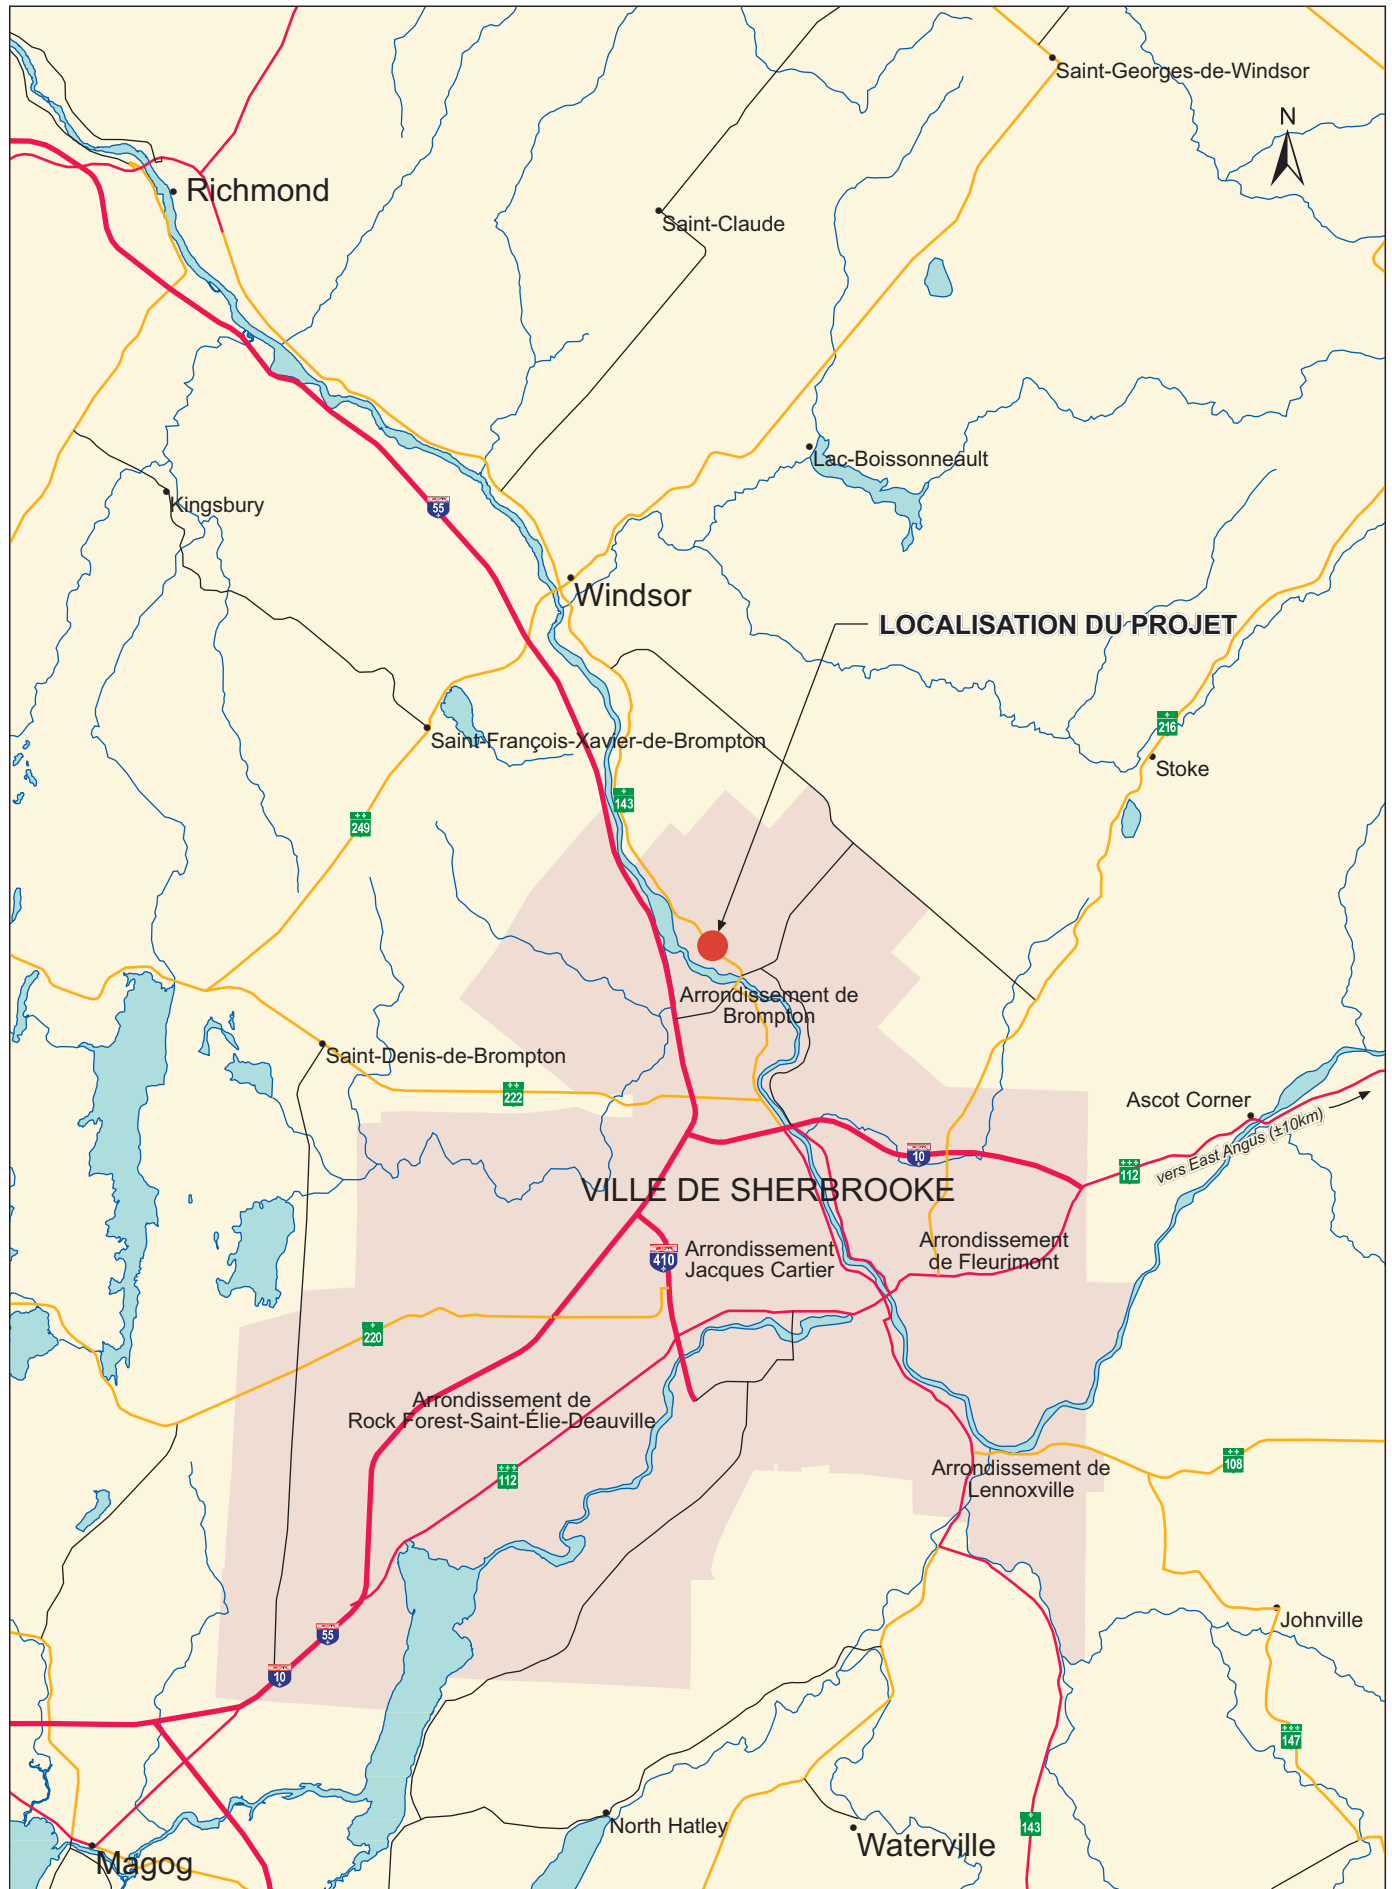 Saint-Georges-de-Windsor
N
Richmond
Saint-Claude
Lac-Boissonneault
Kingsbury
55
Windsor
LOCALISATION DU PROJET
216
Saint-François-Xavier-de-Brompton
Stoke
143
249
Arrondissement de
Brompton
Saint-Denis-de-Brompton
222
Ascot Corner
vers East Angus (±10km)
10
112
VILLE DE SHERBROOKE
Arrondissement
de Fleurimont
Arrondissement
Jacques Cartier
410
220
Arrondissement de
Rock Forest-Saint-Élie-Deauville
108
Arrondissement de
Lennoxville
112
Johnville
55
10
147
North Hatley
143
Waterville
Magog